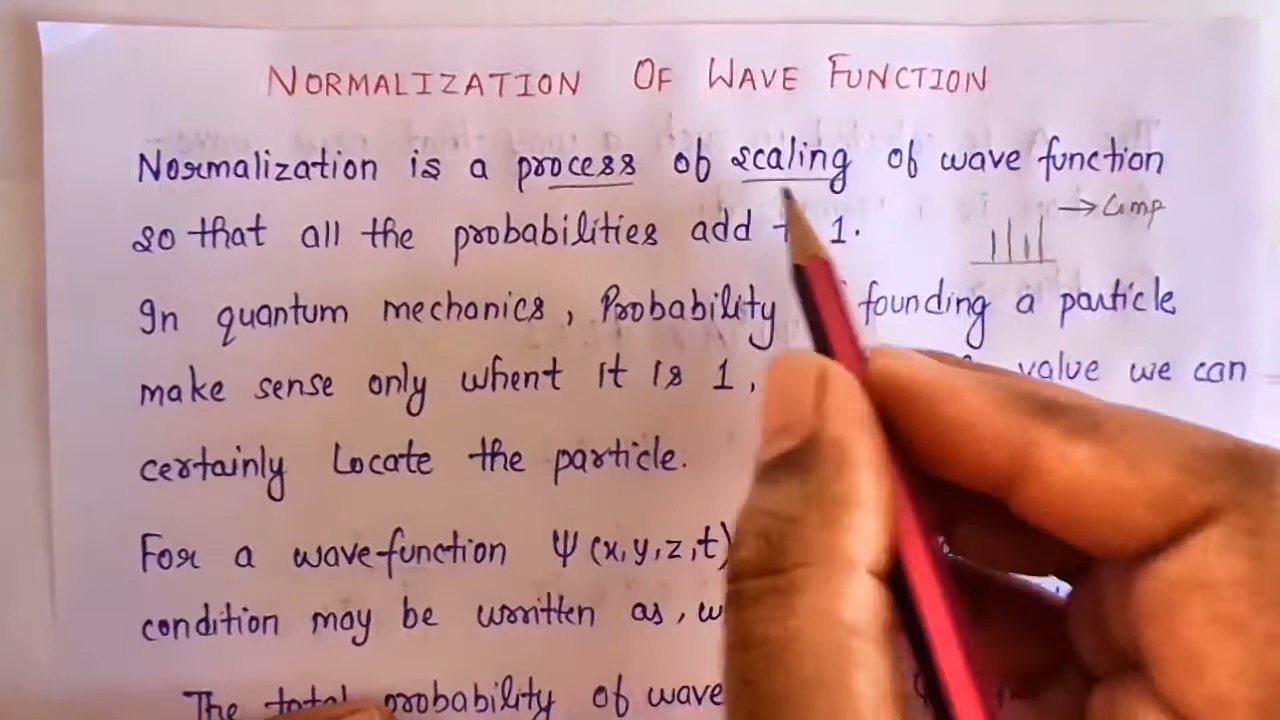 NORMALIZATION OF WAVE FUNCTION
Normalization is a process of scaling of wave function
→ Comp
so that all the probabilities add 1.
In quantum mechanics, Probability founding a particle
make sense only whent it is 1, value we can
certainly Locate the particle.
For a wavefunction Ψ (x,y,z,t)
condition may be written as,
The total probability of wave